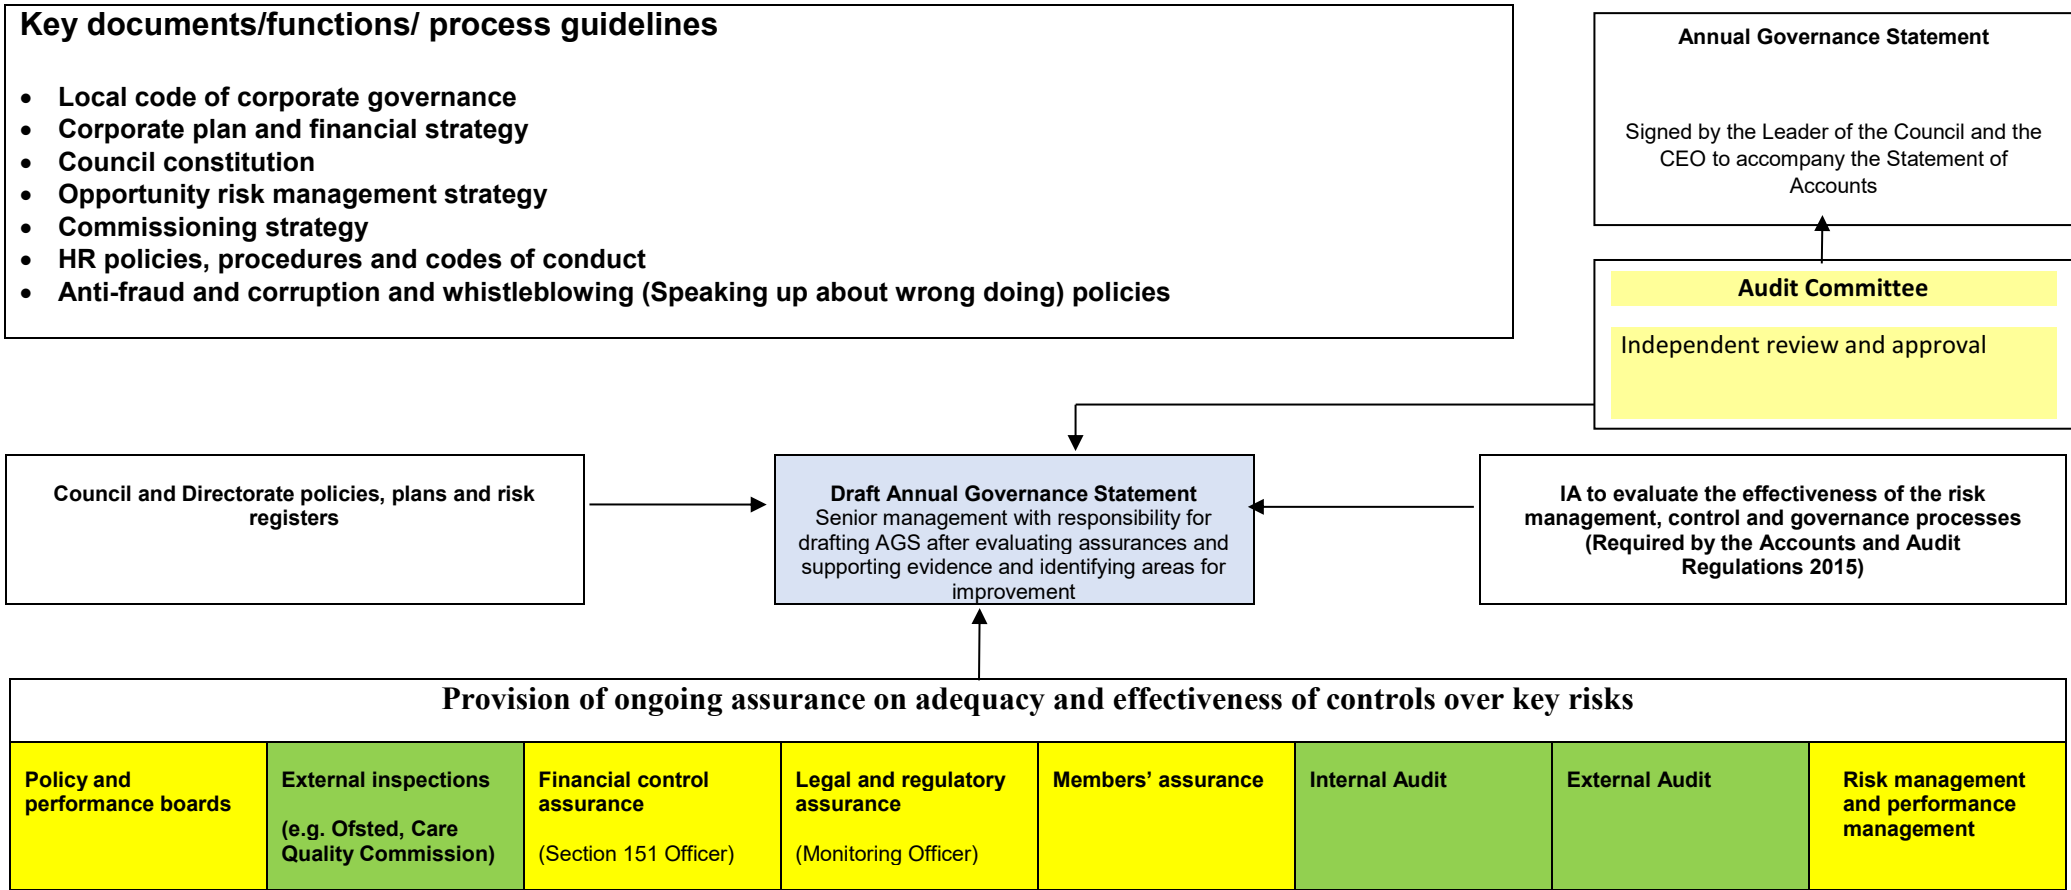 Key documents/functions/ process guidelines
• Local code of corporate governance
• Corporate plan and financial strategy
• Council constitution
• Opportunity risk management strategy
• Commissioning strategy
• HR policies, procedures and codes of conduct
• Anti-fraud and corruption and whistleblowing (Speaking up about wrong doing) policies
Annual Governance Statement
Signed by the Leader of the Council and the
CEO to accompany the Statement of
Accounts
Audit Committee
Independent review and approval
Council and Directorate policies, plans and risk
registers
Draft Annual Governance Statement
Senior management with responsibility for
drafting AGS after evaluating assurances and
supporting evidence and identifying areas for
improvement
IA to evaluate the effectiveness of the risk
management, control and governance processes
(Required by the Accounts and Audit
Regulations 2015)
Provision of ongoing assurance on adequacy and effectiveness of controls over key risks
Policy and
performance boards
External inspections
(e.g. Ofsted, Care
Quality Commission)
Financial control
assurance
(Section 151 Officer)
Legal and regulatory
assurance
(Monitoring Officer)
Members’ assurance
Internal Audit
External Audit
Risk management
and performance
management